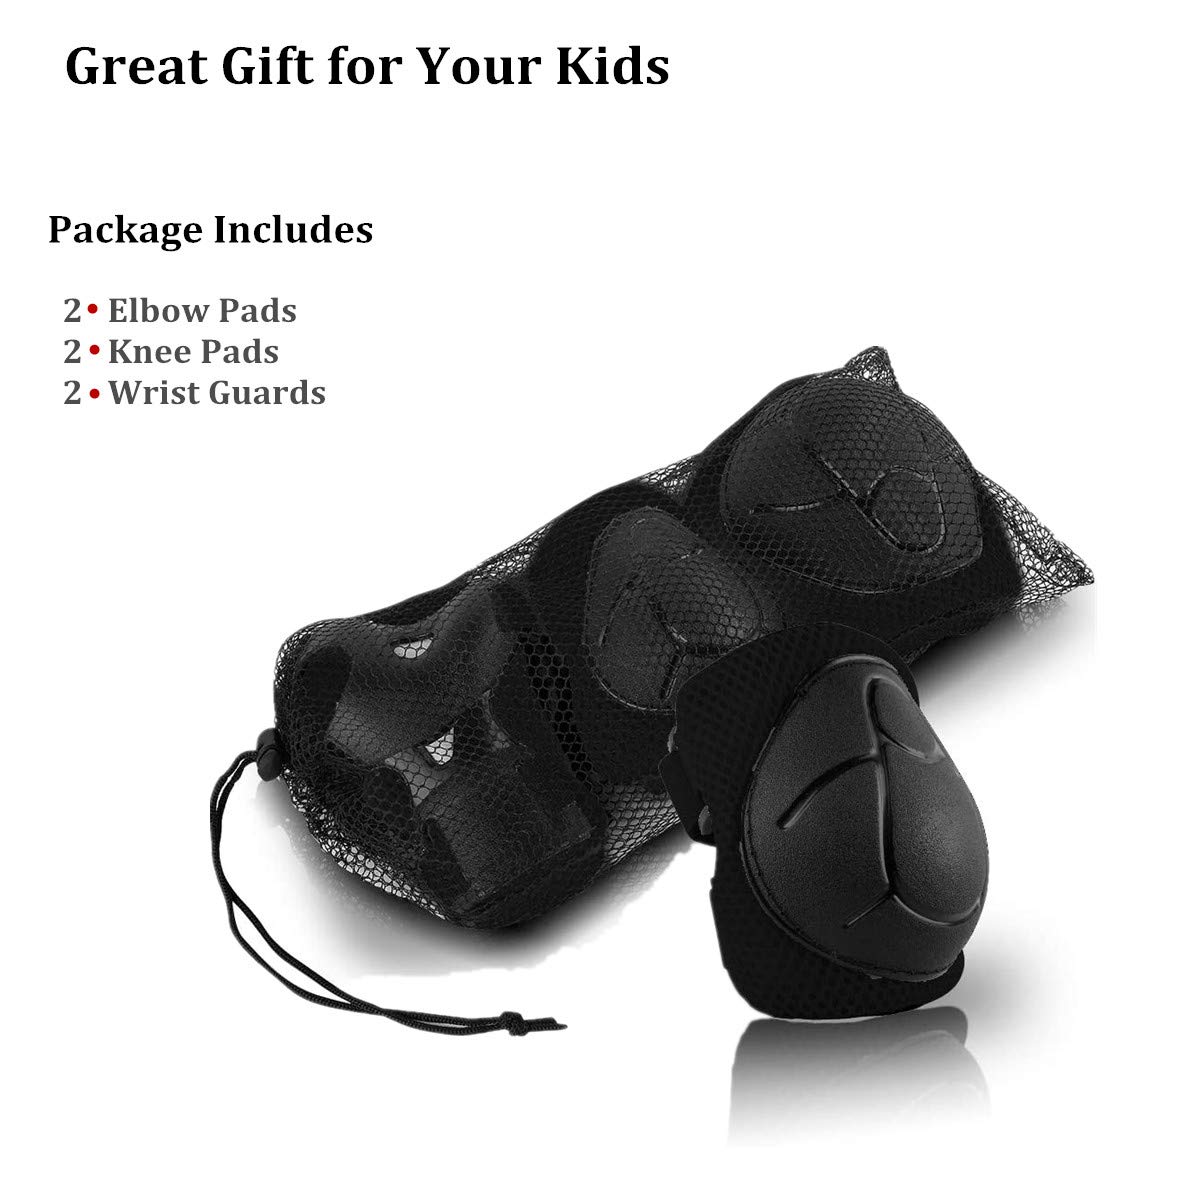 Great Gift for Your Kids
Package Includes
2• Elbow Pads
2• Knee Pads
2• Wrist Guards